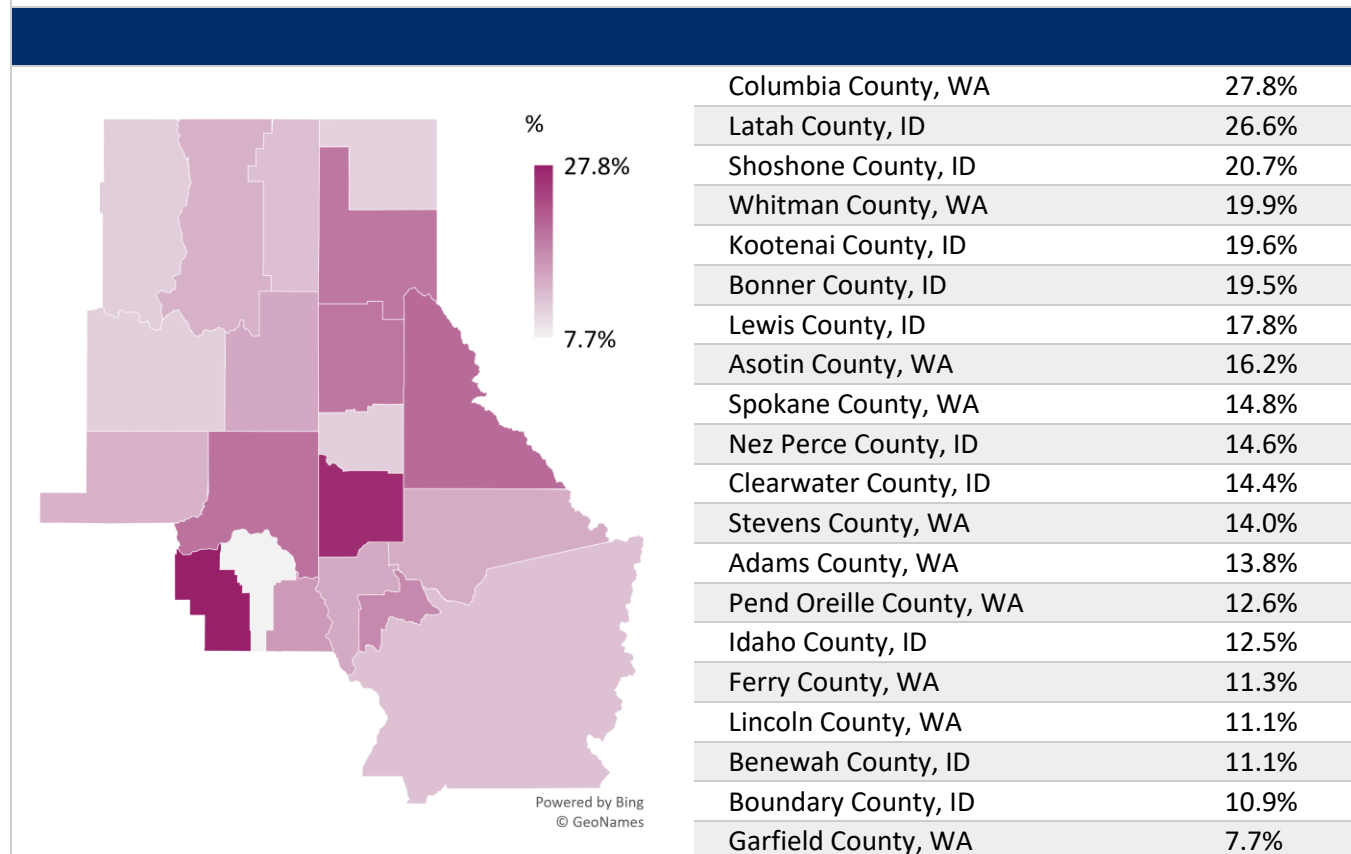 %
27.8%
7.7%
Powered by Bing
© GeoNames
Columbia County, WA 27.8%
Latah County, ID 26.6%
Shoshone County, ID 20.7%
Whitman County, WA 19.9%
Kootenai County, ID 19.6%
Bonner County, ID 19.5%
Lewis County, ID 17.8%
Asotin County, WA 16.2%
Spokane County, WA 14.8%
Nez Perce County, ID 14.6%
Clearwater County, ID 14.4%
Stevens County, WA 14.0%
Adams County, WA 13.8%
Pend Oreille County, WA 12.6%
Idaho County, ID 12.5%
Ferry County, WA 11.3%
Lincoln County, WA 11.1%
Benewah County, ID 11.1%
Boundary County, ID 10.9%
Garfield County, WA 7.7%